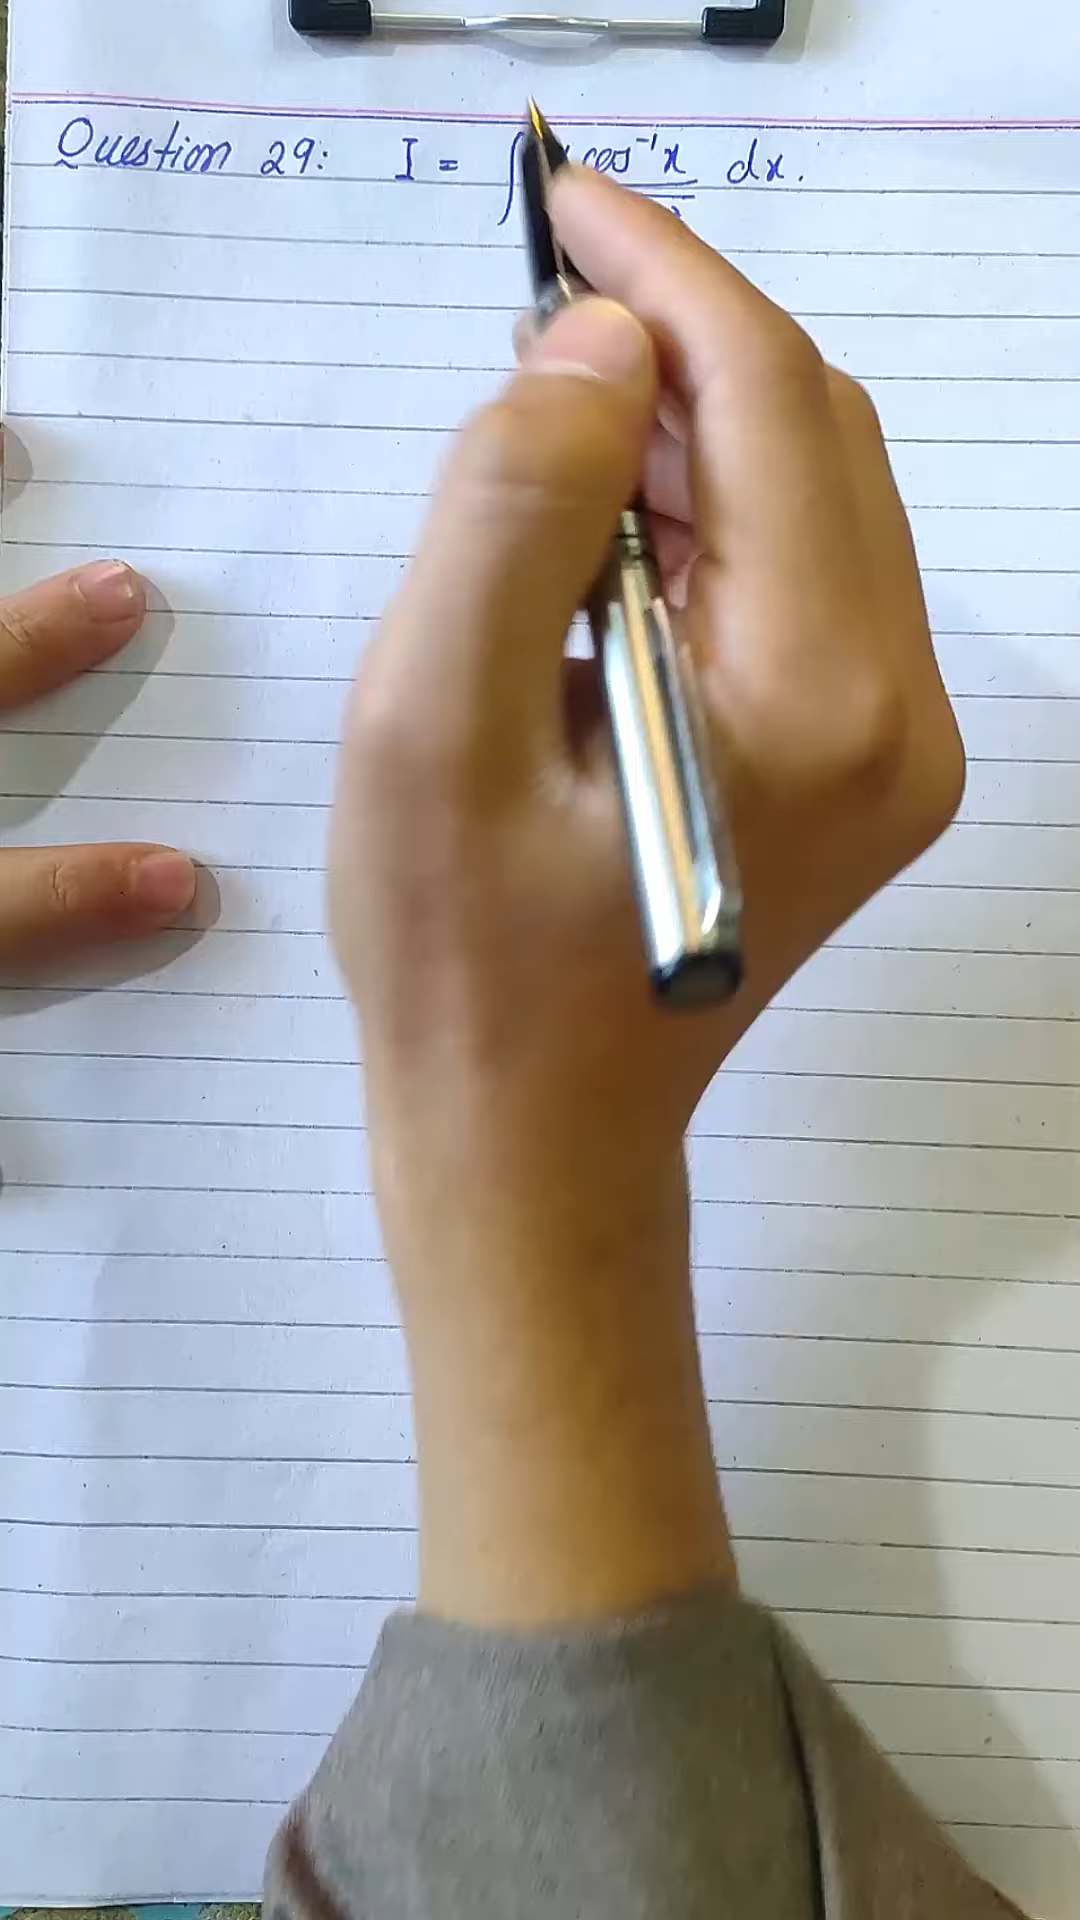 Question 29: I = ∫ cos⁻¹x dx.